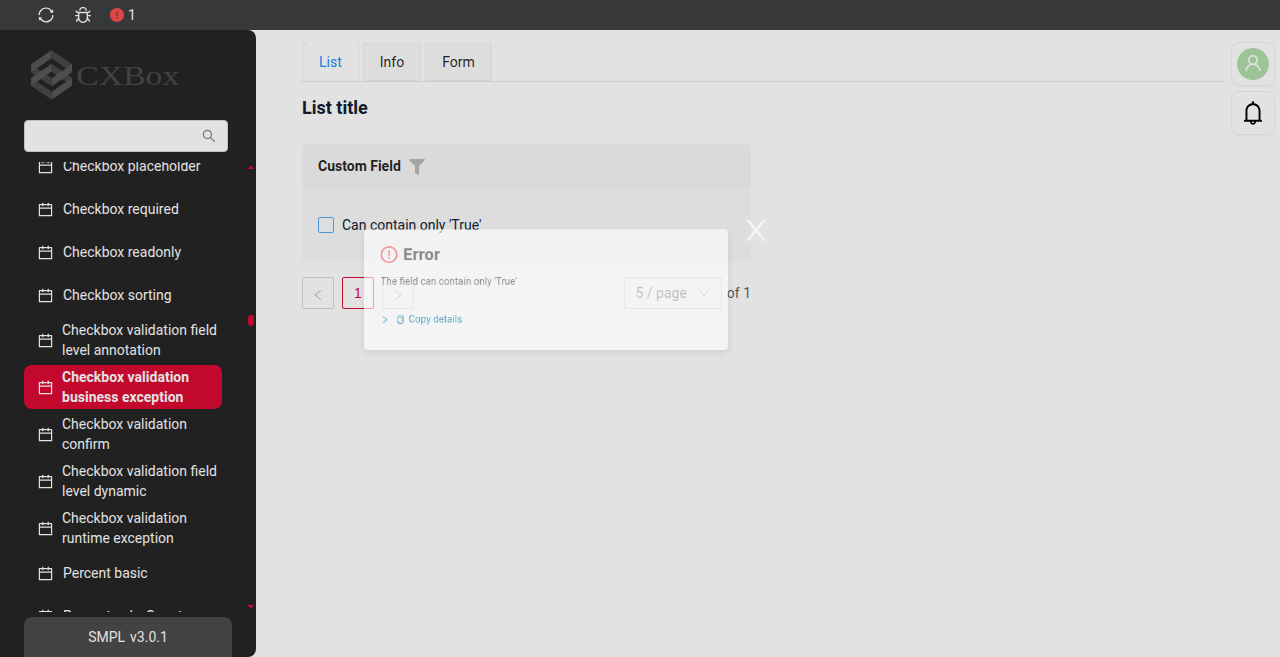 1
CXBox
Checkbox placeholder
Checkbox required
Checkbox readonly
Checkbox sorting
Checkbox validation field
level annotation
Checkbox validation
business exception
Checkbox validation
confirm
Checkbox validation field
level dynamic
Checkbox validation
runtime exception
Percent basic
SMPL v3.0.1
List
Info
Form
List title
Custom Field
Can contain only 'True'
X
Error
The field can contain only 'True'
Copy details
< 1 >
5 / page
of 1